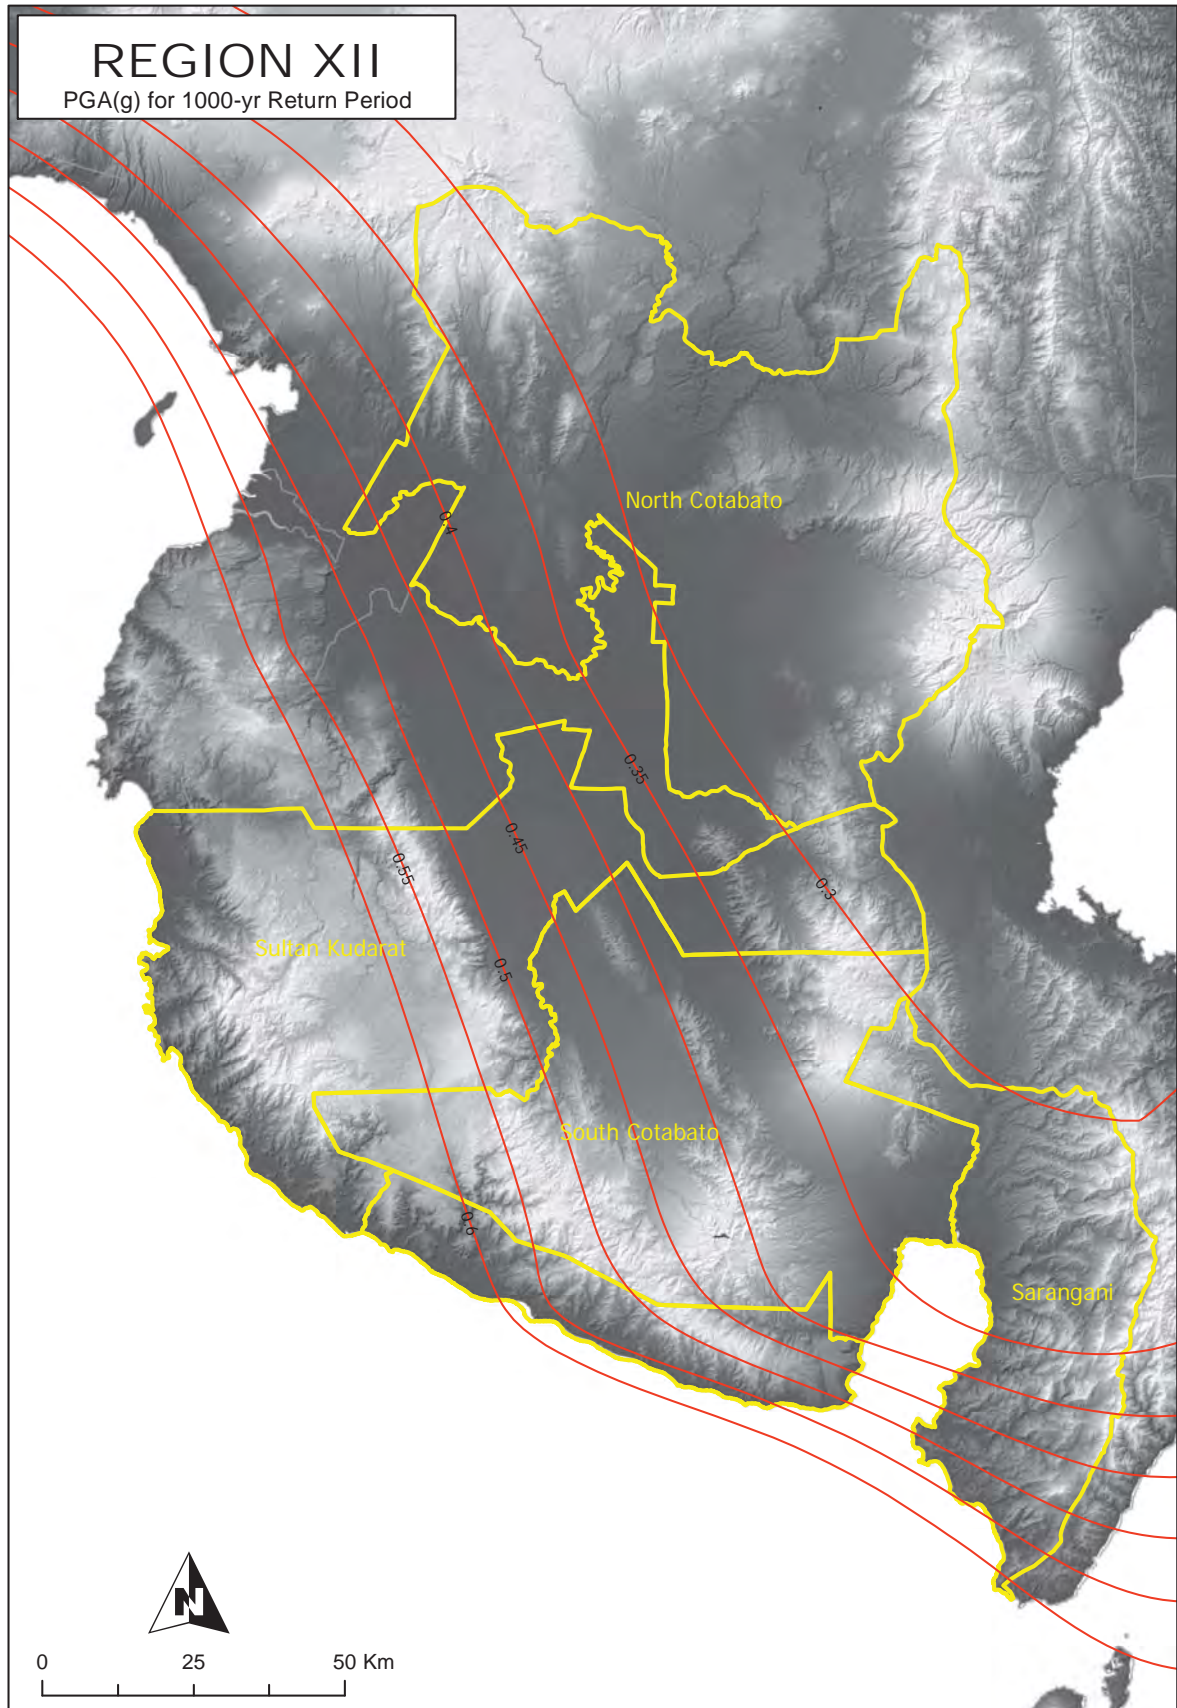 REGION XII
PGA(g) for 1000-yr Return Period
North Cotabato
0.4
0.35
0.45
0.55
0.3
Sultan Kudarat
0.5
South Cotabato
0.6
Sarangani
N
0 25 50 Km